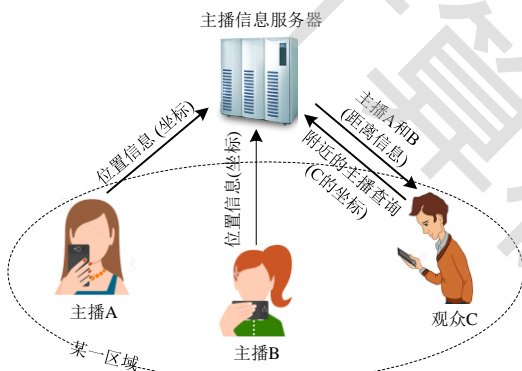 主播信息服务器
位置信息(坐标)
位置信息(坐标)
主播A和B
(距离信息)
附近的主播查询
(C的坐标)
主播A
主播B
观众C
某一区域